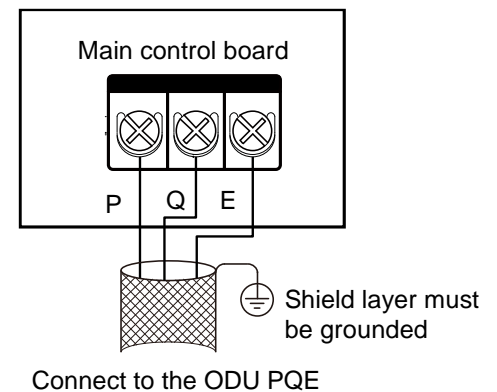 Main control board
P Q E
Shield layer must
be grounded
Connect to the ODU PQE